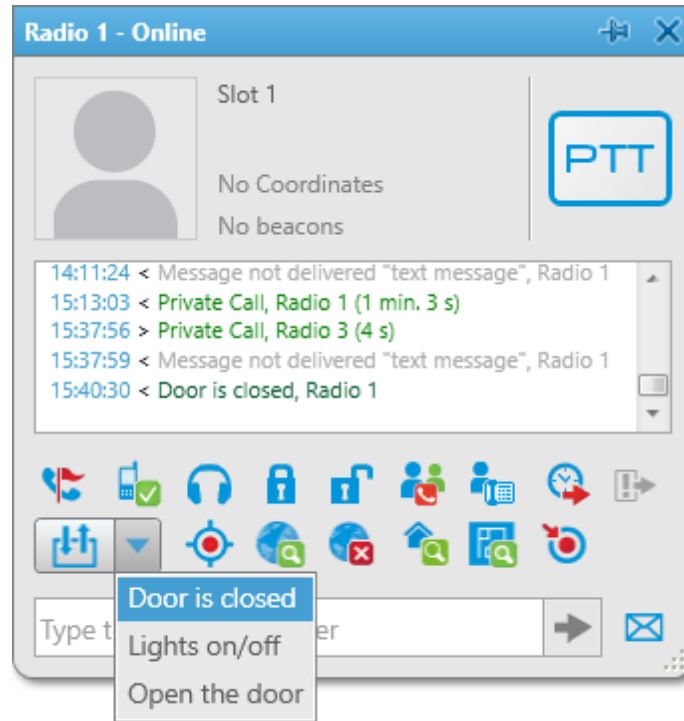 Radio 1 - Online
Slot 1
PTT
No Coordinates
No beacons
14:11:24 < Message not delivered "text message", Radio 1
15:13:03 < Private Call, Radio 1 (1 min. 3 s)
15:37:56 > Private Call, Radio 3 (4 s)
15:37:59 < Message not delivered "text message", Radio 1
15:40:30 < Door is closed, Radio 1
Door is closed
Type t er
Lights on/off
Open the door